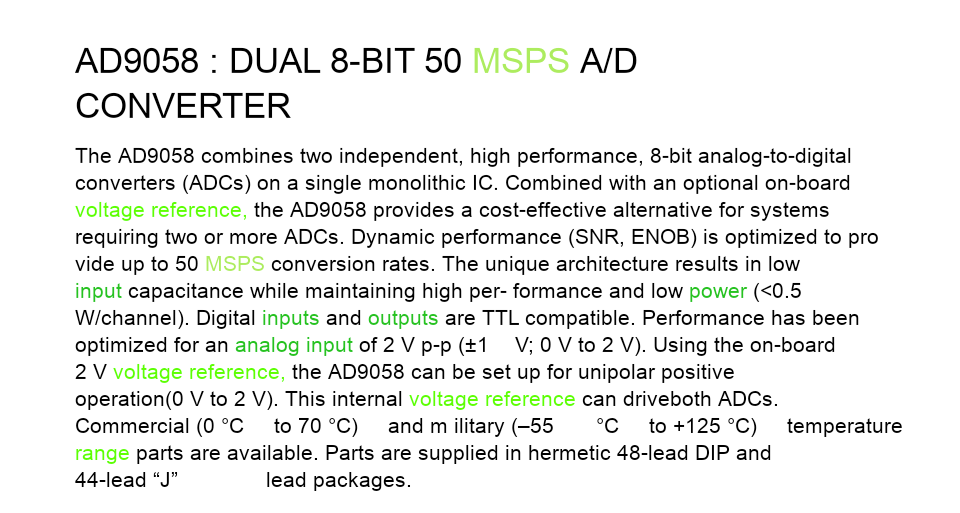 AD9058 : DUAL 8-BIT 50 MSPS A/D
CONVERTER
The AD9058 combines two independent, high performance, 8-bit analog-to-digital
converters (ADCs) on a single monolithic IC. Combined with an optional on-board
voltage reference, the AD9058 provides a cost-effective alternative for systems
requiring two or more ADCs. Dynamic performance (SNR, ENOB) is optimized to pro
vide up to 50 MSPS conversion rates. The unique architecture results in low
input capacitance while maintaining high per- formance and low power (<0.5
W/channel). Digital inputs and outputs are TTL compatible. Performance has been
optimized for an analog input of 2 V p-p (±1 V; 0 V to 2 V). Using the on-board
2 V voltage reference, the AD9058 can be set up for unipolar positive
operation(0 V to 2 V). This internal voltage reference can driveboth ADCs.
Commercial (0 °C to 70 °C) and m ilitary (–55 °C to +125 °C) temperature
range parts are available. Parts are supplied in hermetic 48-lead DIP and
44-lead “J” lead packages.